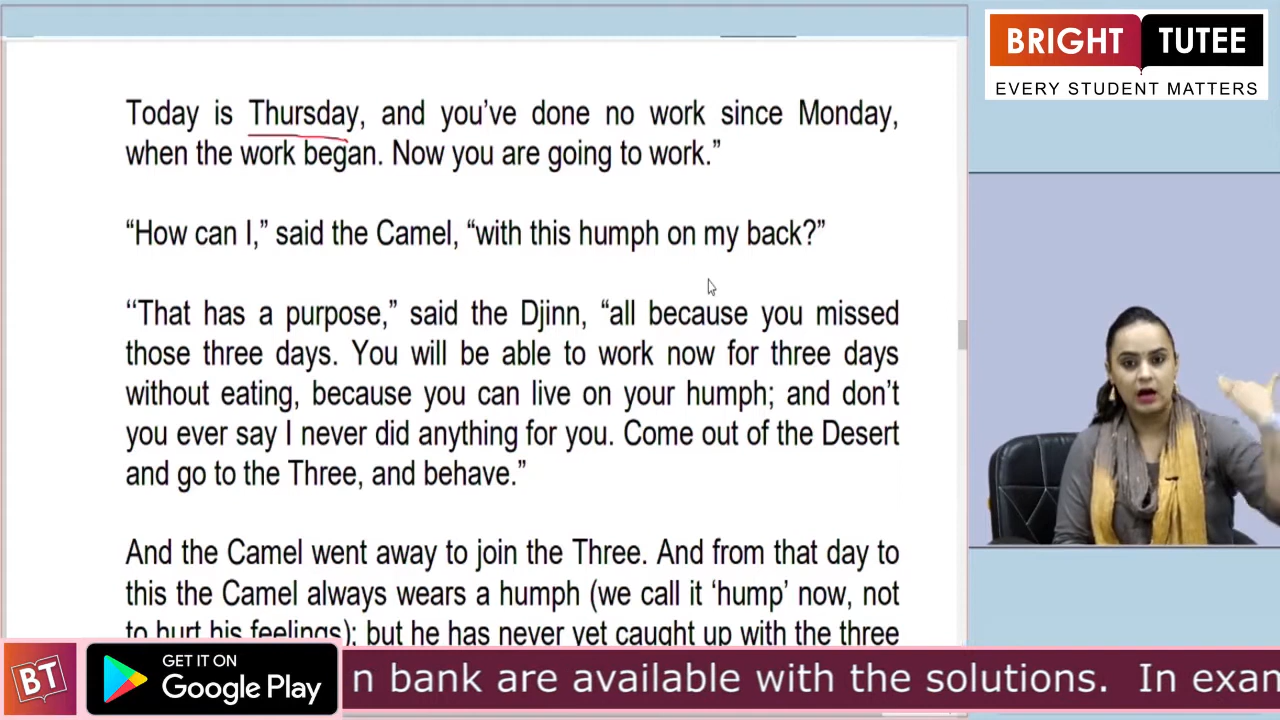 BRIGHT TUTEE
EVERY STUDENT MATTERS
Today is Thursday, and you’ve done no work since Monday,
when the work began. Now you are going to work.”
“How can I,” said the Camel, “with this humph on my back?”
‘‘That has a purpose,” said the Djinn, “all because you missed
those three days. You will be able to work now for three days
without eating, because you can live on your humph; and don’t
you ever say I never did anything for you. Come out of the Desert
and go to the Three, and behave.”
And the Camel went away to join the Three. And from that day to
this the Camel always wears a humph (we call it ‘hump’ now, not
to hurt his feelings); but he has never yet caught up with the three
BT
GET IT ON
Google Play
n bank are available with the solutions. In exan